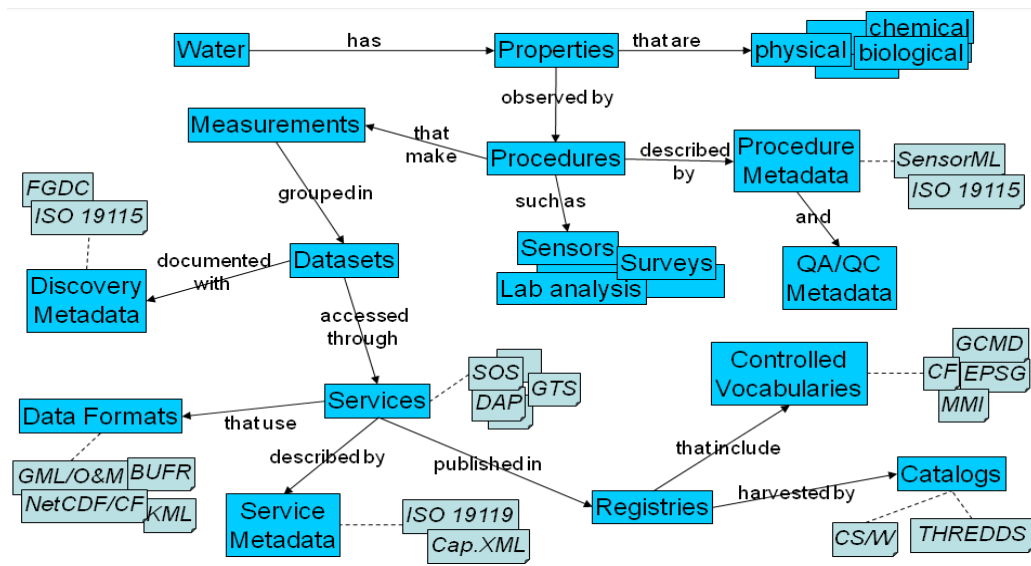 chemical
Water
has
Properties
that are
physical
biological
observed by
Measurements
that
make
Procedures
described
by
Procedure
Metadata
SensorML
ISO 19115
FGDC
ISO 19115
grouped in
such as
and
Sensors
Surveys
Lab analysis
QA/QC
Metadata
documented
with
Datasets
Discovery
Metadata
accessed
through
Controlled
Vocabularies
GCMD
CF
EPSG
MMI
SOS
GTS
DAP
Services
Data Formats
that use
described by
published in
that include
GML/O&M
BUFR
NetCDF/CF
KML
Service
Metadata
ISO 19119
Cap.XML
Registries
harvested by
Catalogs
CS/W
THREDDS